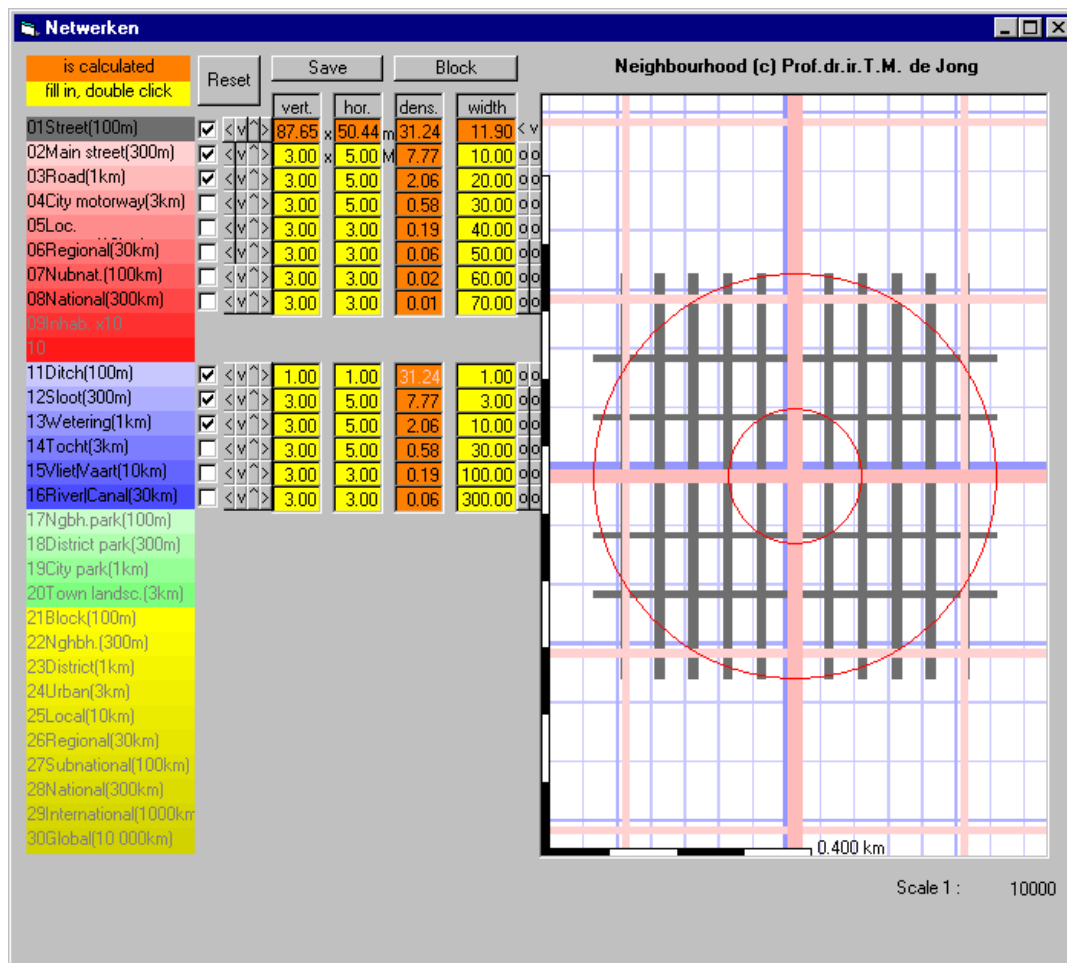 Netwerken
is calculated
fill in, double click
Reset
Save
Block
Neighbourhood (c) Prof.dr.ir.T.M. de Jong
vert. hor. dens. width
01Street(100m) < v ^ > 87.65 x 50.44 m 31.24 11.90 < v
02Main street(300m) < v ^ > 3.00 x 5.00 M 7.77 10.00 o o
03Road(1km) < v ^ > 3.00 5.00 2.06 20.00 o o
04City motorway(3km) < v ^ > 3.00 5.00 0.58 30.00 o o
05Loc. < v ^ > 3.00 5.00 0.19 40.00 o o
06Regional(30km) < v ^ > 3.00 5.00 0.06 50.00 o o
07Nubnat.(100km) < v ^ > 3.00 3.00 0.02 60.00 o o
08National(300km) < v ^ > 3.00 3.00 0.01 70.00 o o
09Inhab. x10
10
11Ditch(100m) < v ^ > 1.00 1.00 31.24 1.00 o o
12Sloot(300m) < v ^ > 3.00 5.00 7.77 3.00 o o
13Wetering(1km) < v ^ > 3.00 5.00 2.06 10.00 o o
14Tocht(3km) < v ^ > 3.00 5.00 0.58 30.00 o o
15Vliet|Vaart(10km) < v ^ > 3.00 3.00 0.19 100.00 o o
16River|Canal(30km) < v ^ > 3.00 3.00 0.06 300.00 o o
17Ngbh.park(100m)
18District park(300m)
19City park(1km)
20Town landsc.(3km)
21Block(100m)
22Nghbh.(300m)
23District(1km)
24Urban(3km)
25Local(10km)
26Regional(30km)
27Subnational(100km)
28National(300km)
29International(1000km
30Global(10 000km)
0.400 km
Scale 1 : 10000